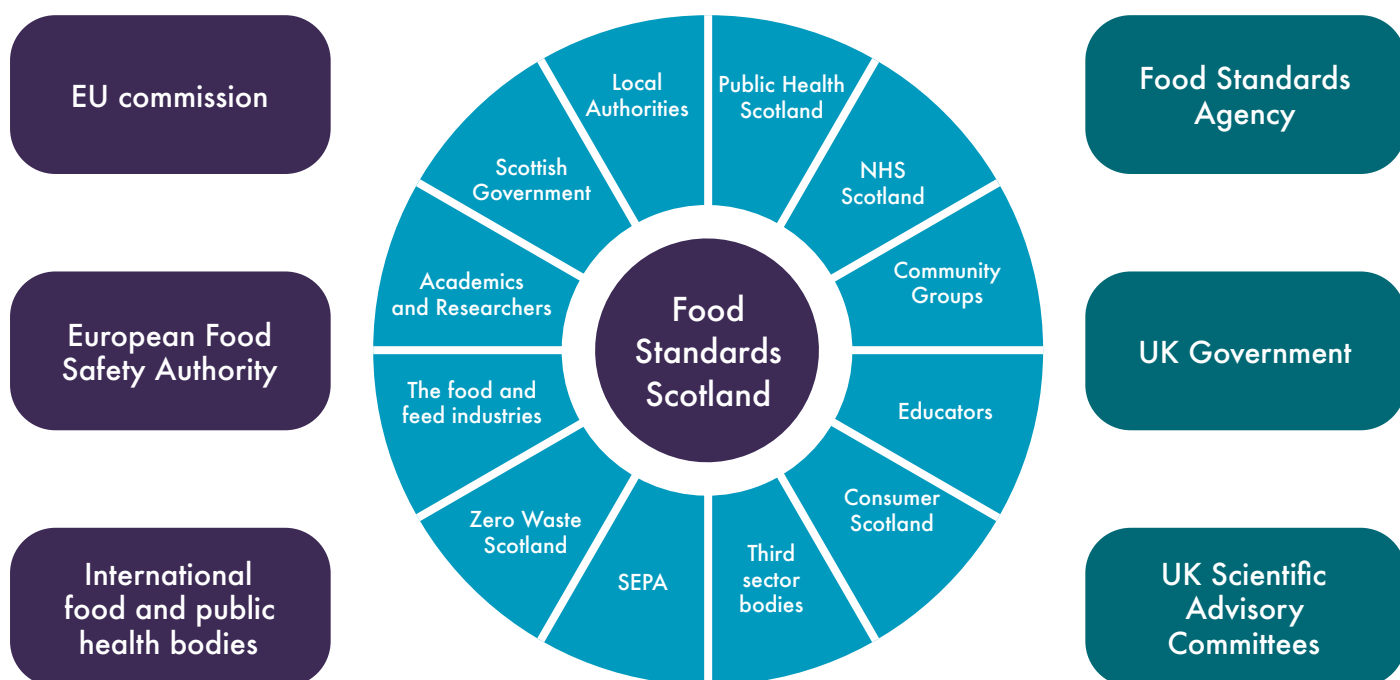 EU commission
European Food
Safety Authority
International
food and public
health bodies
Local
Authorities
Public Health
Scotland
NHS
Scotland
Community
Groups
Educators
Consumer
Scotland
Third
sector
bodies
SEPA
Zero Waste
Scotland
The food and
feed industries
Academics
and Researchers
Scottish
Government
Food
Standards
Scotland
Food Standards
Agency
UK Government
UK Scientific
Advisory
Committees